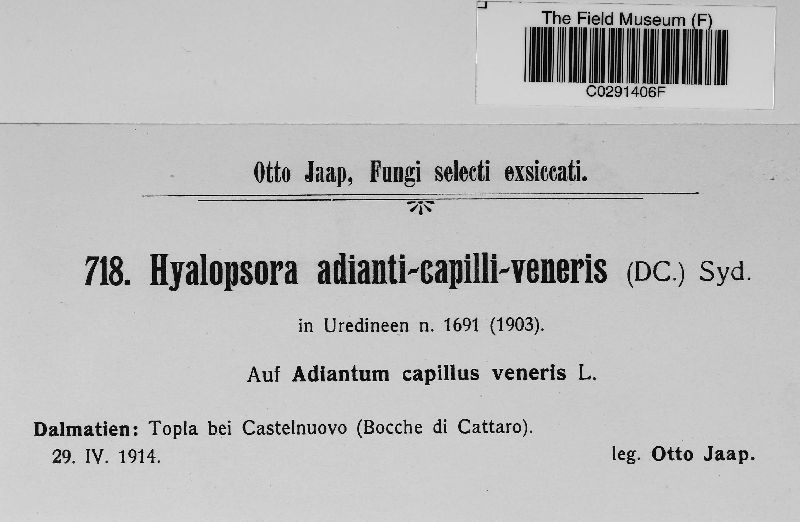 The Field Museum (F)
C0291406F
Otto Jaap, Fungi selecti exsiccati.
718. Hyalopsora adianti-capilli-veneris (DC.) Syd.
in Uredineen n. 1691 (1903).
Auf Adiantum capillus veneris L.
Dalmatien: Topla bei Castelnuovo (Bocche di Cattaro).
29. IV. 1914. leg. Otto Jaap.